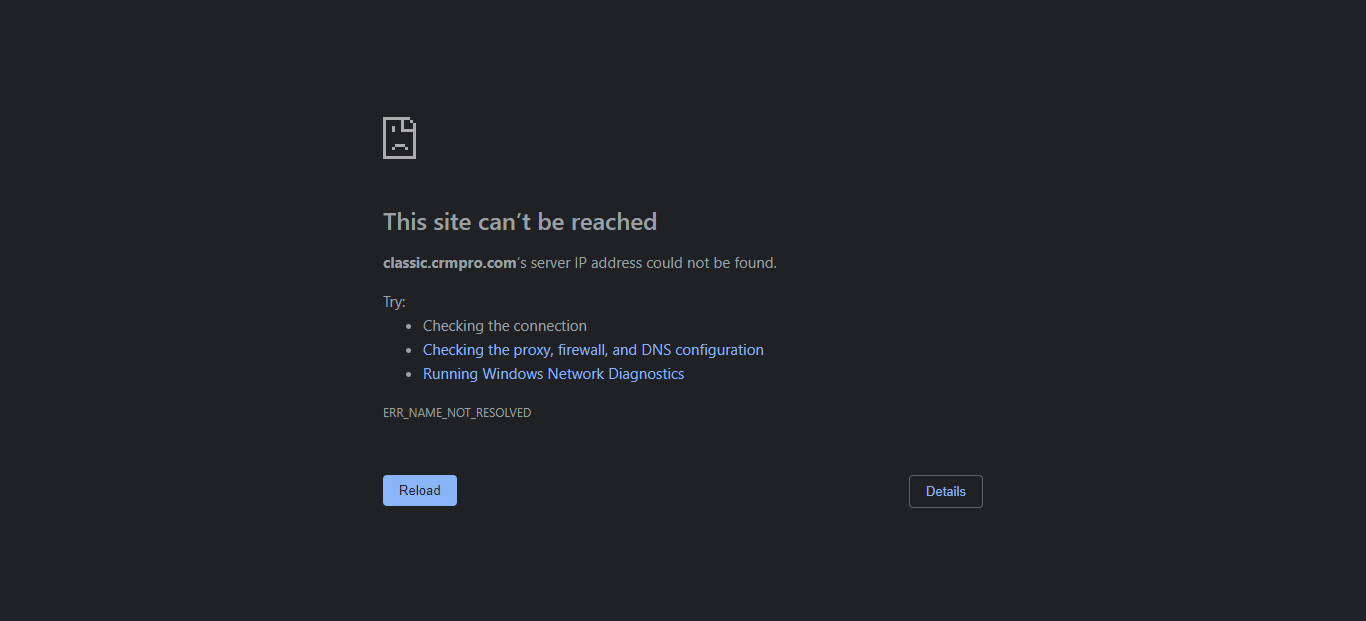 This site can’t be reached
classic.crmpro.com’s server IP address could not be found.
Try:
Checking the connection
Checking the proxy, firewall, and DNS configuration
Running Windows Network Diagnostics
ERR_NAME_NOT_RESOLVED
Reload
Details